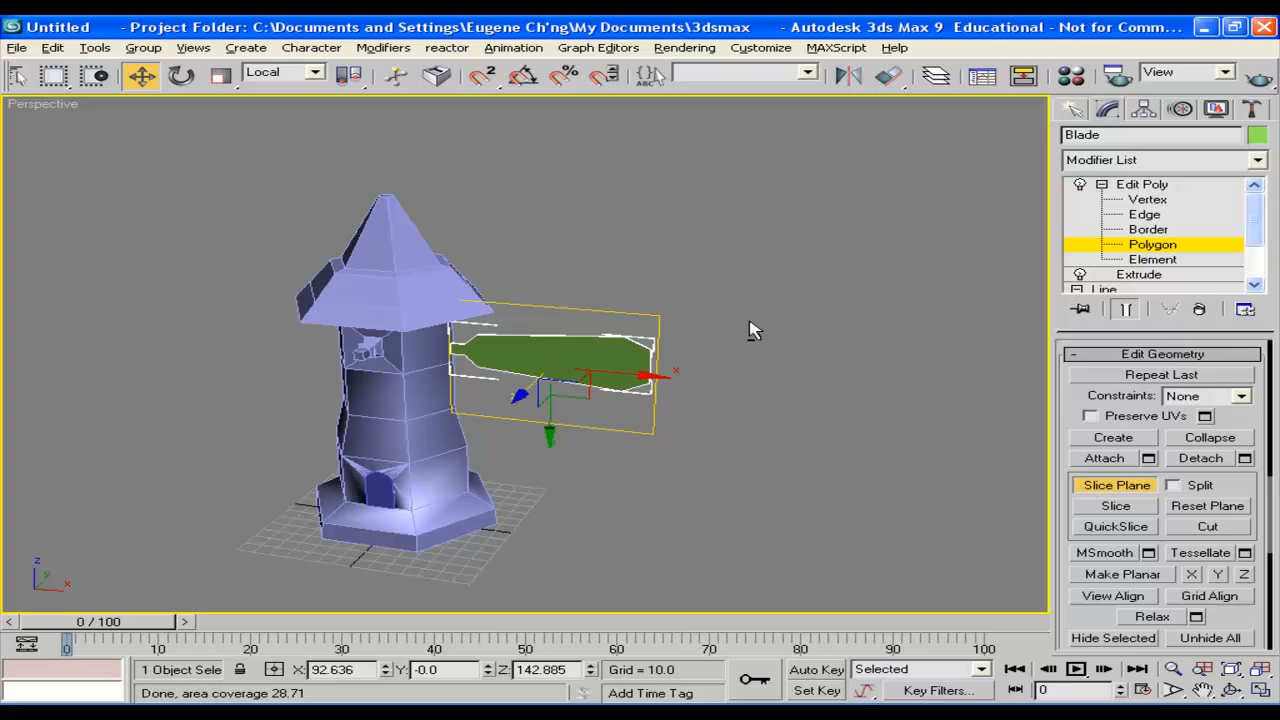 Untitled - Project Folder: C:\Documents and Settings\Eugene Ch'ng\My Documents\3dsmax - Autodesk 3ds Max 9 Educational - Not for Comm...
File Edit Tools Group Views Create Character Modifiers reactor Animation Graph Editors Rendering Customize MAXScript Help
Local View
Perspective
Blade
Modifier List
Edit Poly
Vertex
Edge
Border
Polygon
Element
Extrude
Line
- Edit Geometry
Repeat Last
Constraints: None
Preserve UVs
Create Collapse
Attach Detach
Slice Plane Split
Slice Reset Plane
QuickSlice Cut
MSmooth Tessellate
Make Planar X Y Z
View Align Grid Align
Relax
Hide Selected Unhide All
x
z
y
x
< 0 / 100 >
0 10 20 30 40 50 60 70 80 90 100
1 Object Sele X: 92.636 Y: -0.0 Z: 142.885 Grid = 10.0 Auto Key Selected
Done, area coverage 28.71 Add Time Tag Set Key Key Filters... 0